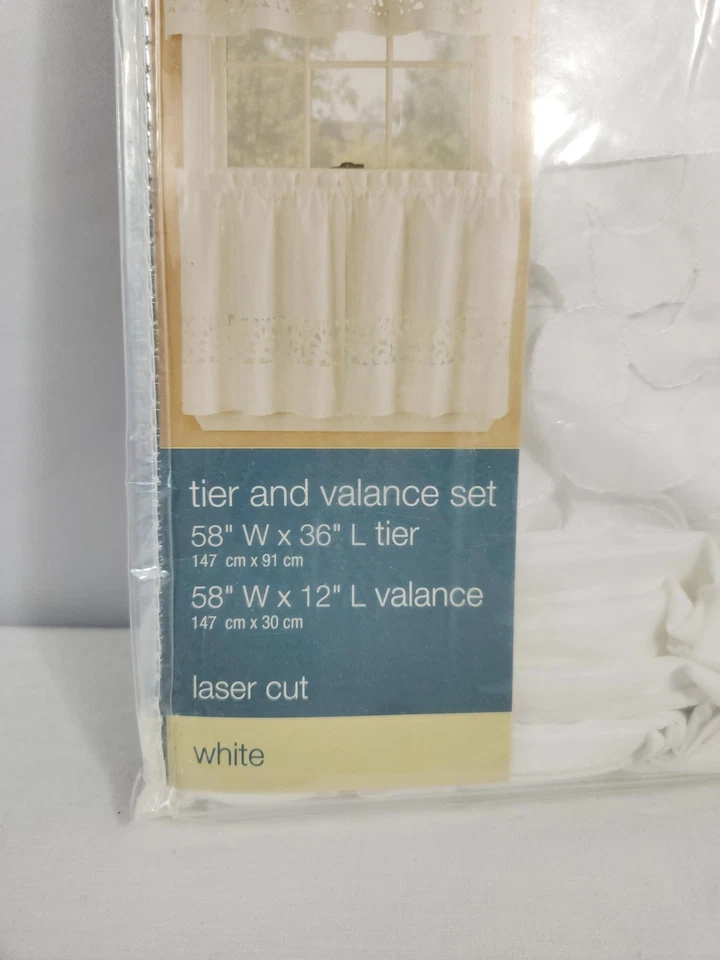 tier and valance set
58" W x 36" L tier
147 cm x 91 cm
58" W x 12" L valance
147 cm x 30 cm
laser cut
white